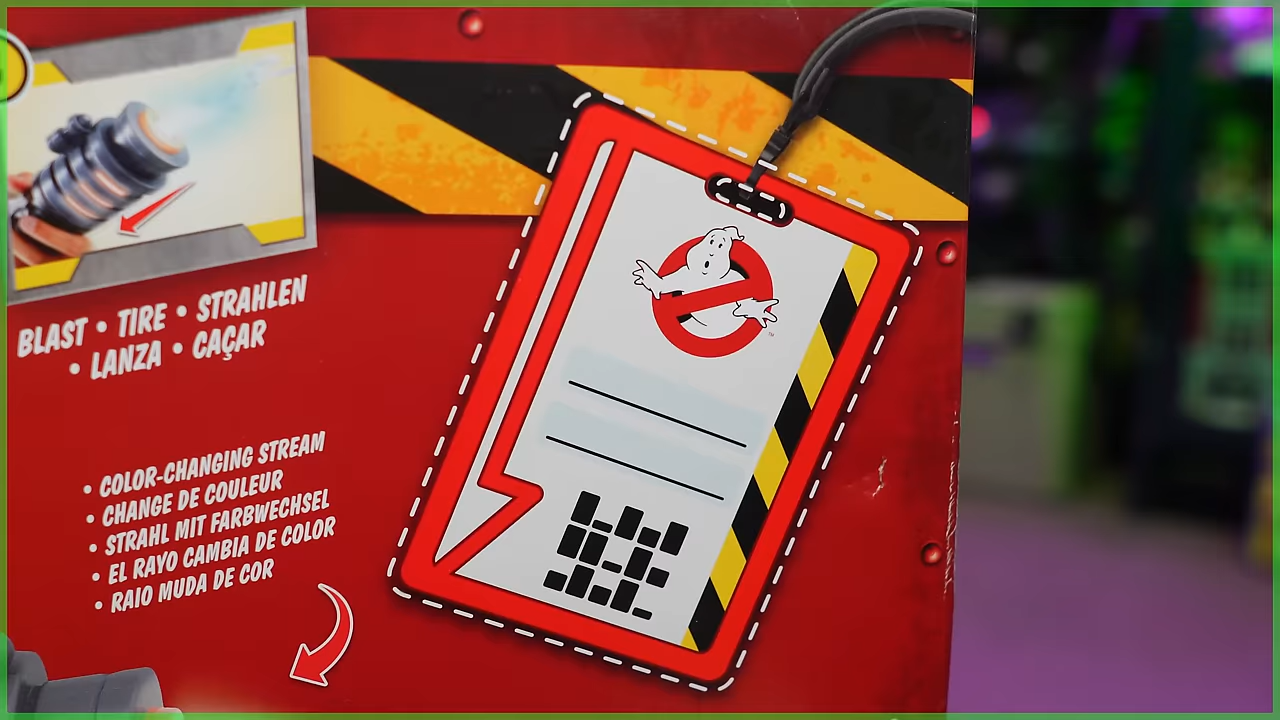 BLAST • TIRE • STRAHLEN
• LANZA • CAÇAR
• COLOR-CHANGING STREAM
• CHANGE DE COULEUR
• STRAHL MIT FARBWECHSEL
• EL RAYO CAMBIA DE COLOR
• RAIO MUDA DE COR
TM